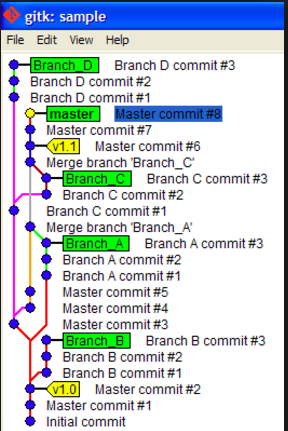 gitk: sample
File Edit View Help
Branch_D Branch D commit #3
Branch D commit #2
Branch D commit #1
master Master commit #8
Master commit #7
v1.1 Master commit #6
Merge branch 'Branch_C'
Branch_C Branch C commit #3
Branch C commit #2
Branch C commit #1
Merge branch 'Branch_A'
Branch_A Branch A commit #3
Branch A commit #2
Branch A commit #1
Master commit #5
Master commit #4
Master commit #3
Branch_B Branch B commit #3
Branch B commit #2
Branch B commit #1
v1.0 Master commit #2
Master commit #1
Initial commit